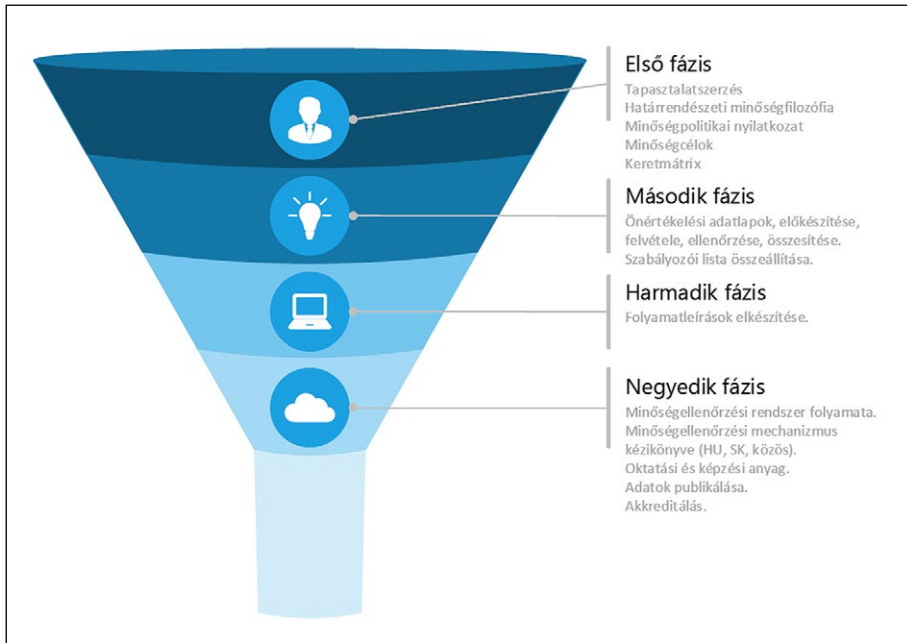 Első fázis
Tapasztalatszerzés
Határrendészeti minőségfilozófia
Minőségpolitikai nyilatkozat
Minőségcélok
Keretmátrix
Második fázis
Önértékelési adatlapok, előkészítése,
felvétele, ellenőrzése, összesítése.
Szabályozói lista összeállítása.
Harmadik fázis
Folyamatleírások elkészítése.
Negyedik fázis
Minőségellenőrzési rendszer folyamata.
Minőségellenőrzési mechanizmus
kézikönyve (HU, SK, közös).
Oktatási és képzési anyag.
Adatok publikálása.
Akkreditálás.